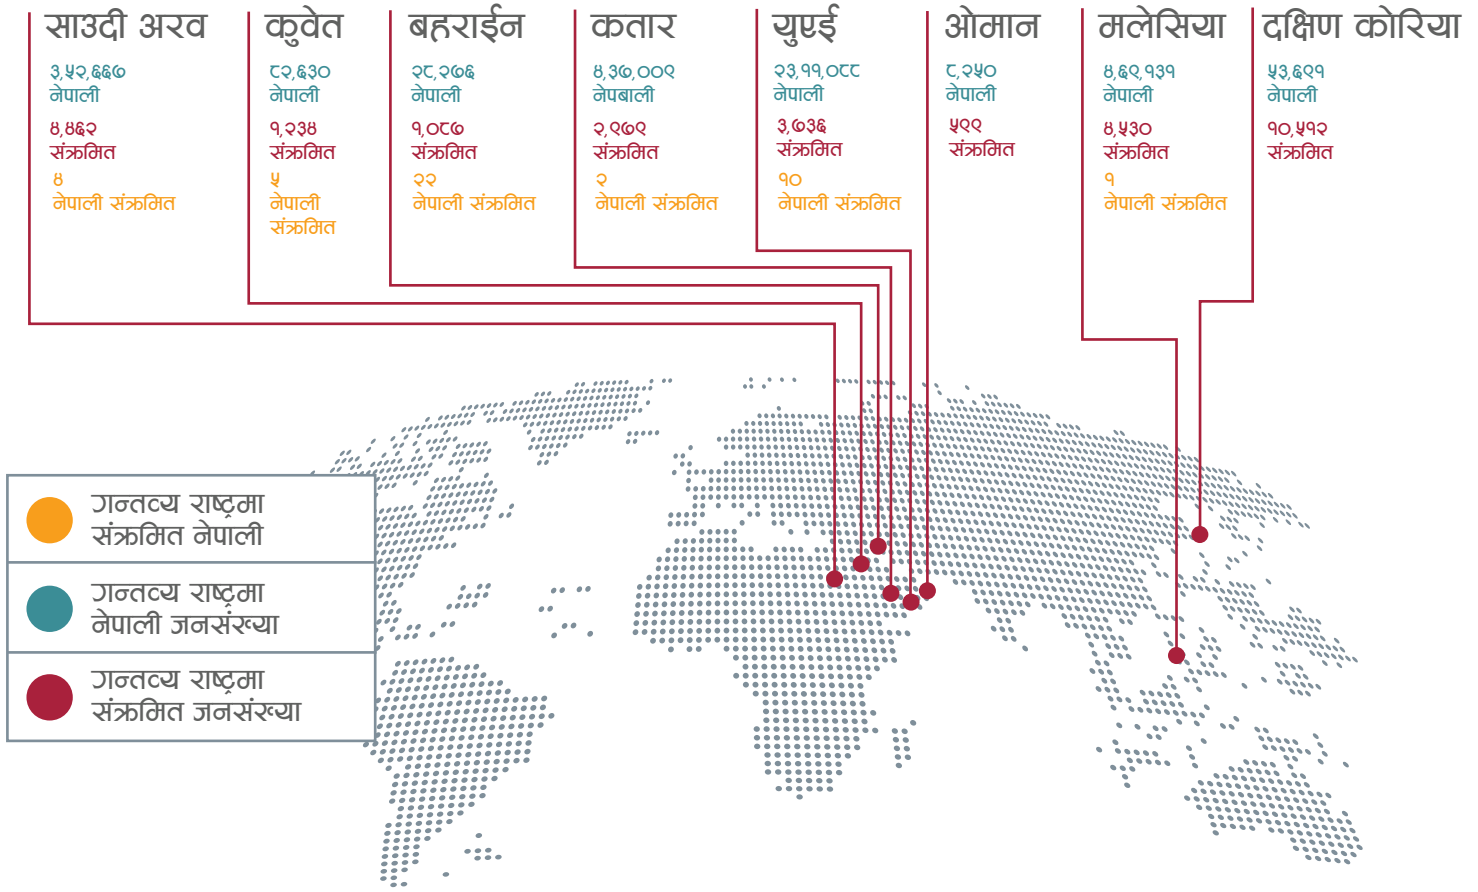 साउदी अरव
३,५२,६६७
नेपाली
४,४६२
संक्रमित
४
नेपाली संक्रमित
कुवेत
८२,६३०
नेपाली
१,२३४
संक्रमित
५
नेपाली
संक्रमित
बहराईन
२८,२७६
नेपाली
१,०८७
संक्रमित
२२
नेपाली संक्रमित
कतार
४,३७,००९
नेपबाली
२,९७९
संक्रमित
२
नेपाली संक्रमित
युएई
२३,११,०८८
नेपाली
३,७३६
संक्रमित
१०
नेपाली संक्रमित
ओमान
८,२५०
नेपाली
५९९
संक्रमित
मलेसिया
४,६९,१३१
नेपाली
४,५३०
संक्रमित
१
नेपाली संक्रमित
दक्षिण कोरिया
५३,६९१
नेपाली
१०,५१२
संक्रमित
गन्तव्य राष्ट्रमा
संक्रमित नेपाली
गन्तव्य राष्ट्रमा
नेपाली जनसंख्या
गन्तव्य राष्ट्रमा
संक्रमित जनसंख्या